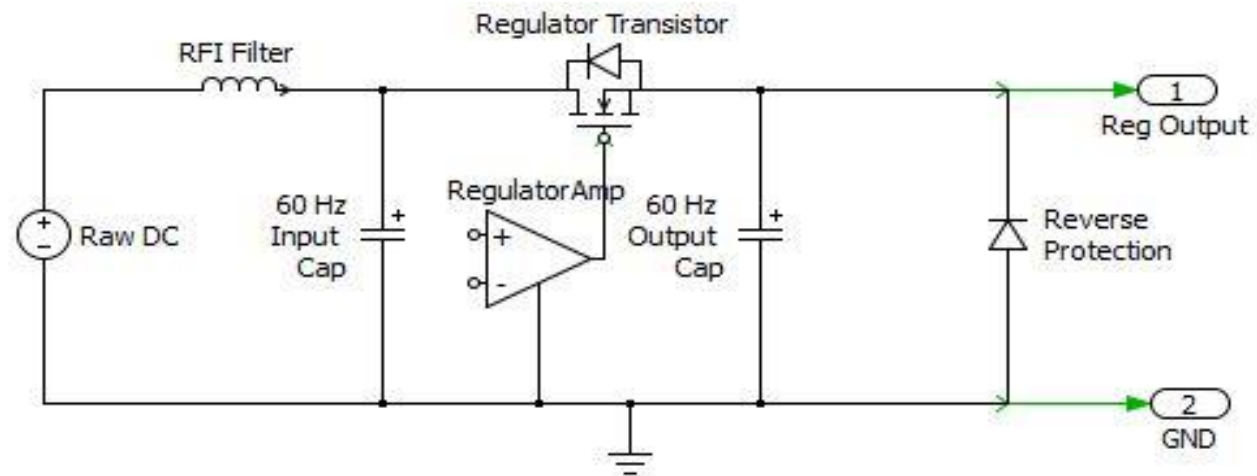 Regulator Transistor
RFI Filter
1
Reg Output
RegulatorAmp
60 Hz
Input
Cap
+
+
-
60 Hz
Output
Cap
+
+
-
Raw DC
Reverse
Protection
2
GND